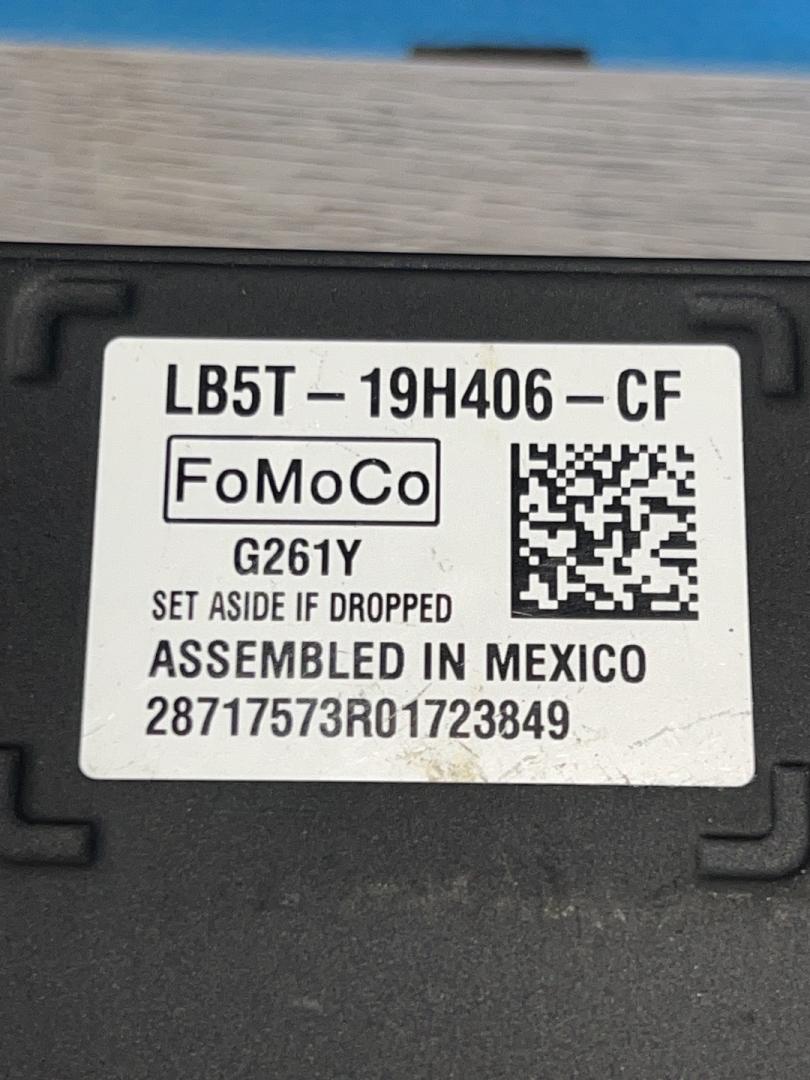 LB5T-19H406-CF
FoMoCo
G261Y
SET ASIDE IF DROPPED
ASSEMBLED IN MEXICO
28717573R01723849